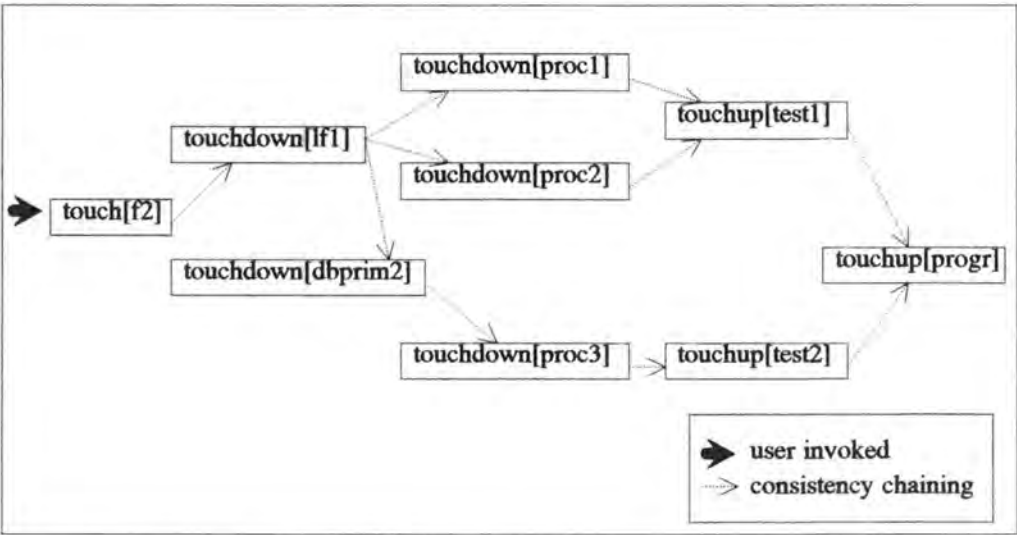 touchdown[proc1]
touchup[test1]
touchdown[lf1]
touchdown[proc2]
touch[f2]
touchup[progr]
touchdown[dbprim2]
touchdown[proc3]
touchup[test2]
user invoked
consistency chaining